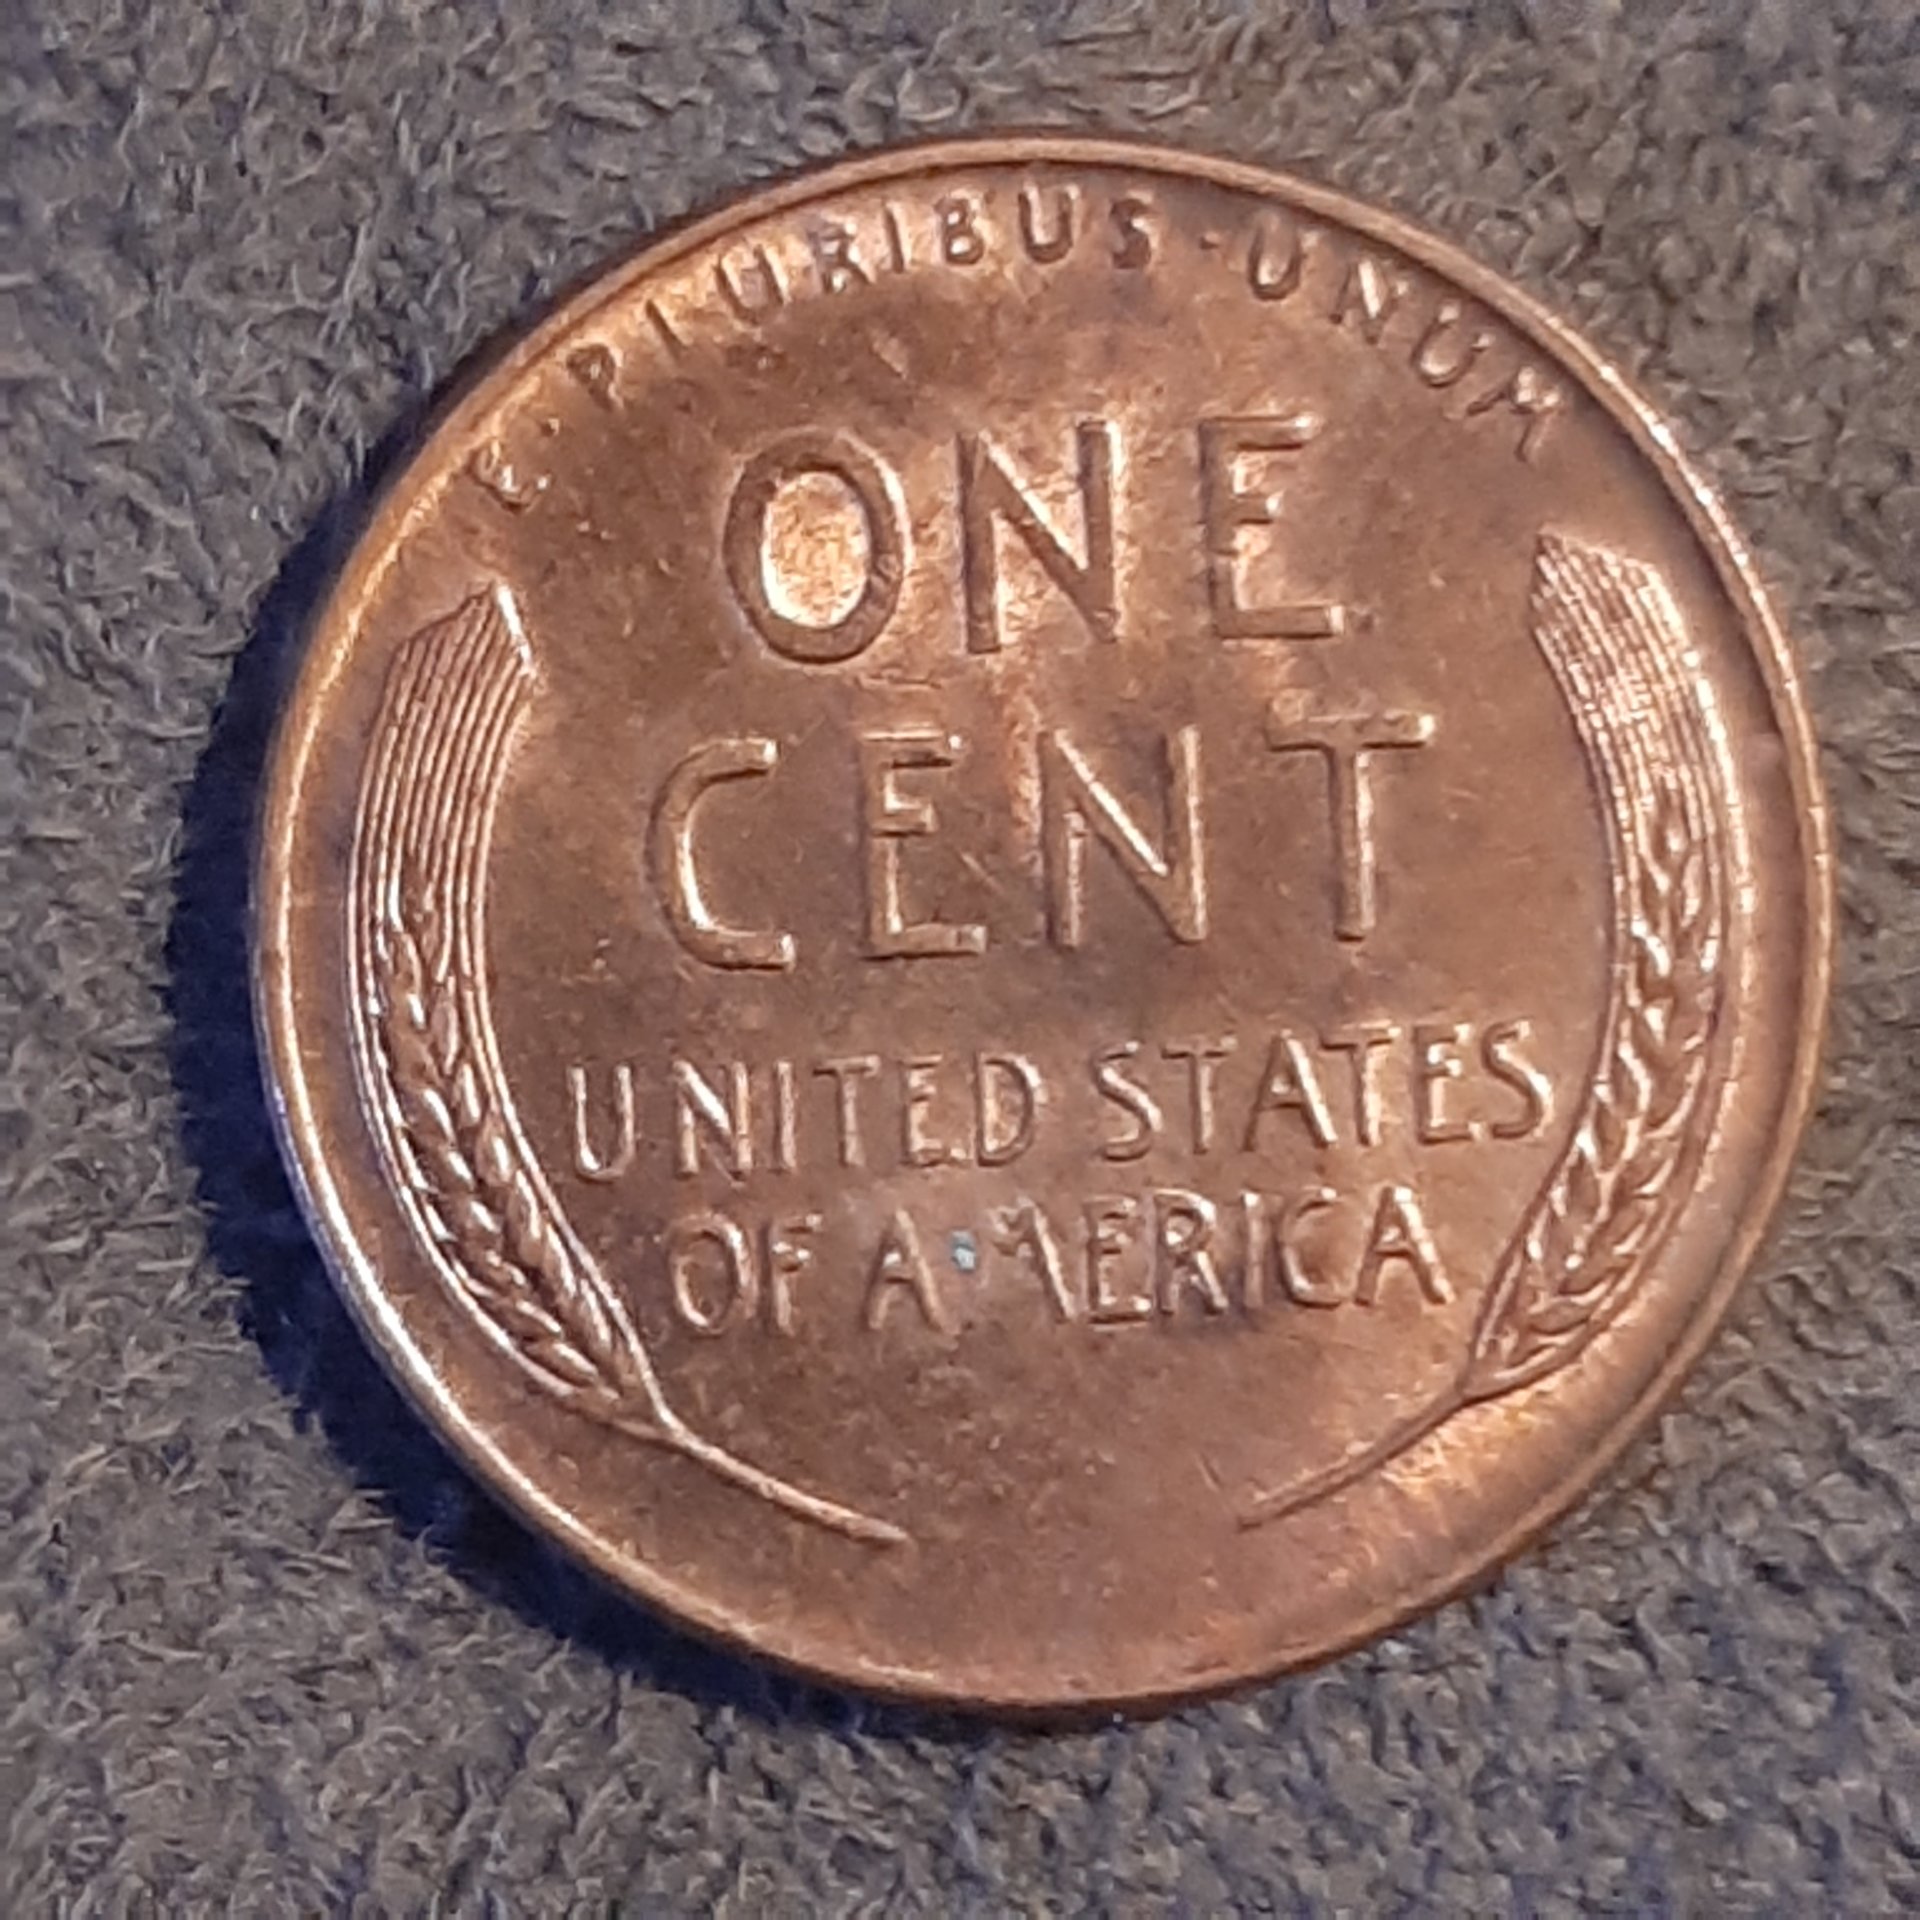 E·PLURIBUS·UNUM
ONE
CENT
UNITED STATES
OF AMERICA